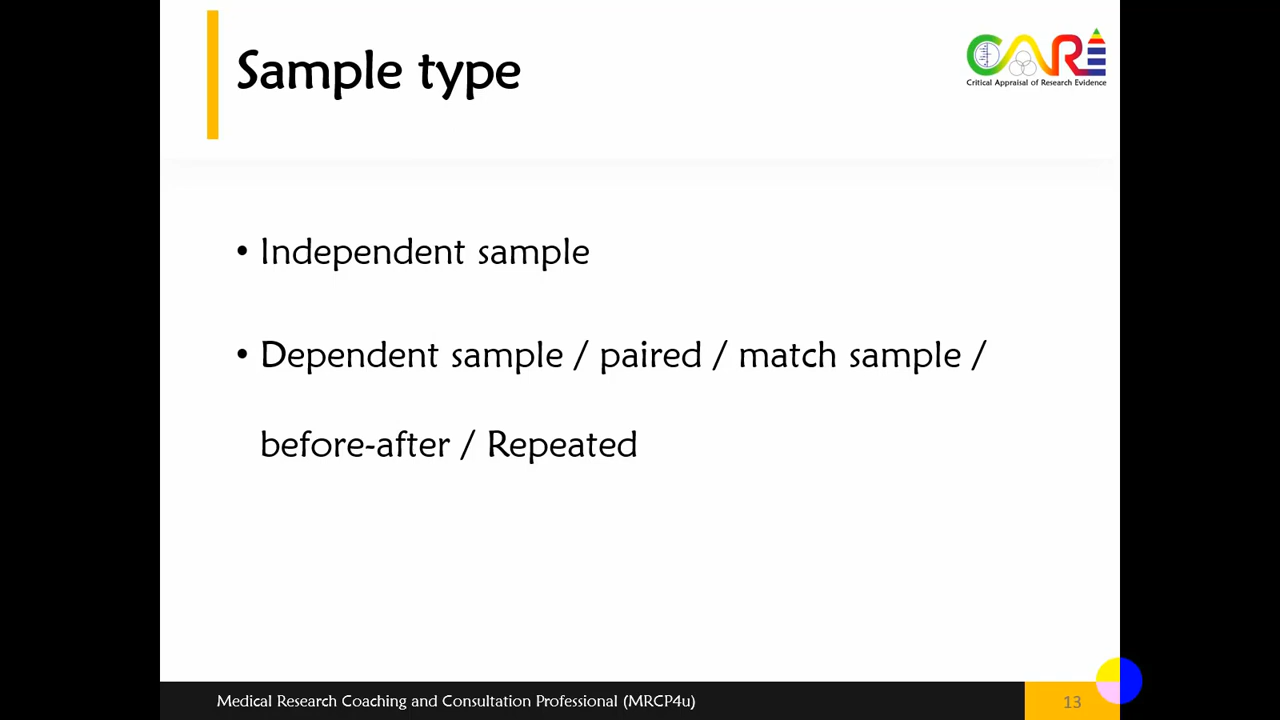 Sample type
CARE
Critical Appraisal of Research Evidence
• Independent sample
• Dependent sample / paired / match sample /
before-after / Repeated
Medical Research Coaching and Consultation Professional (MRCP4u)
13